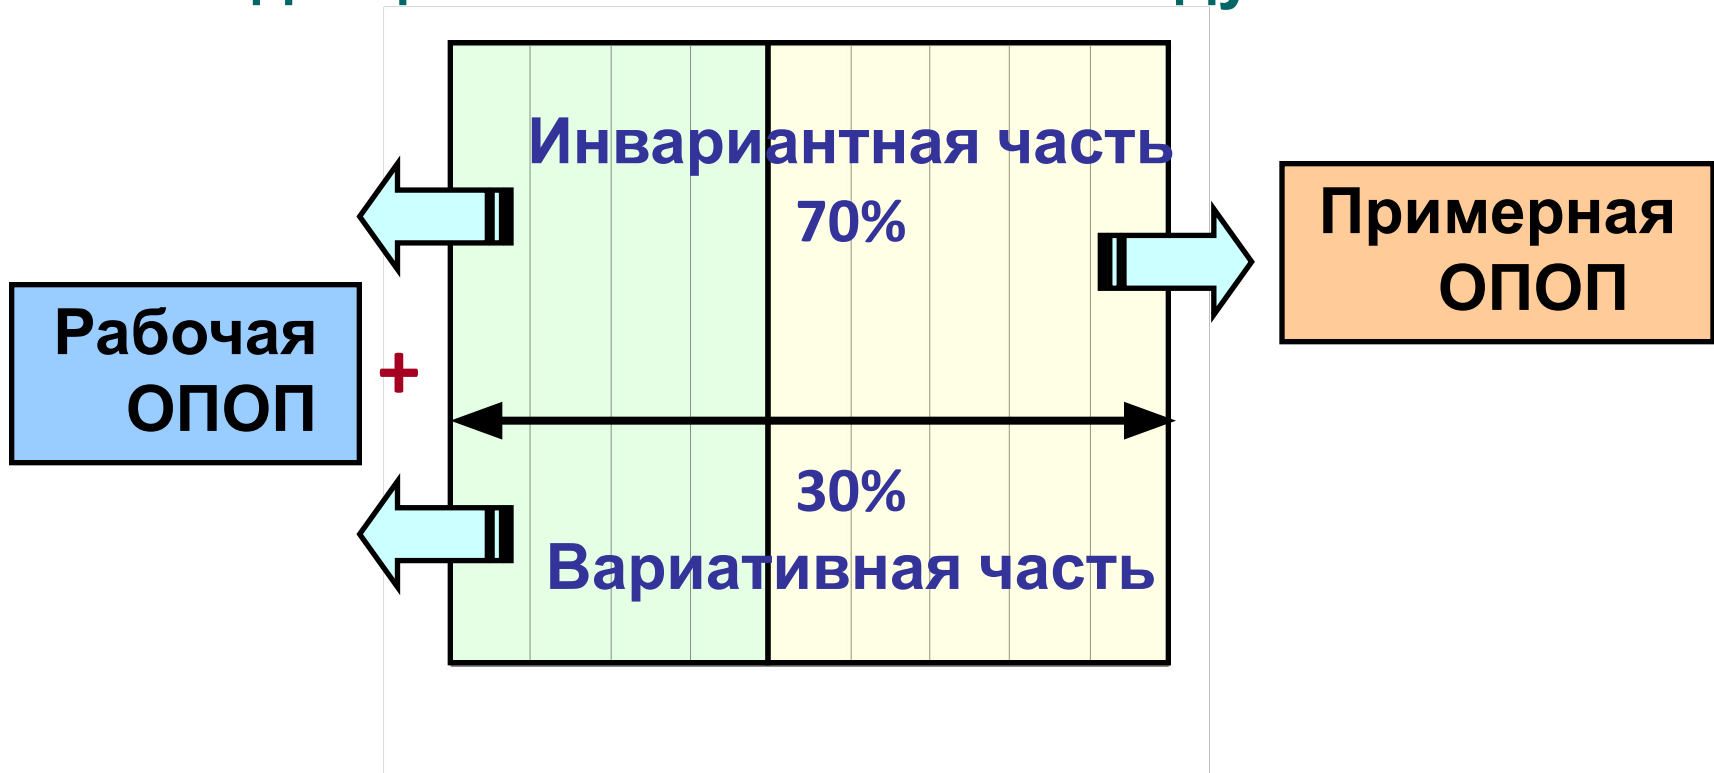 Инвариантная часть
70%
Примерная
ОПОП
Рабочая
ОПОП
+
30%
Вариативная часть